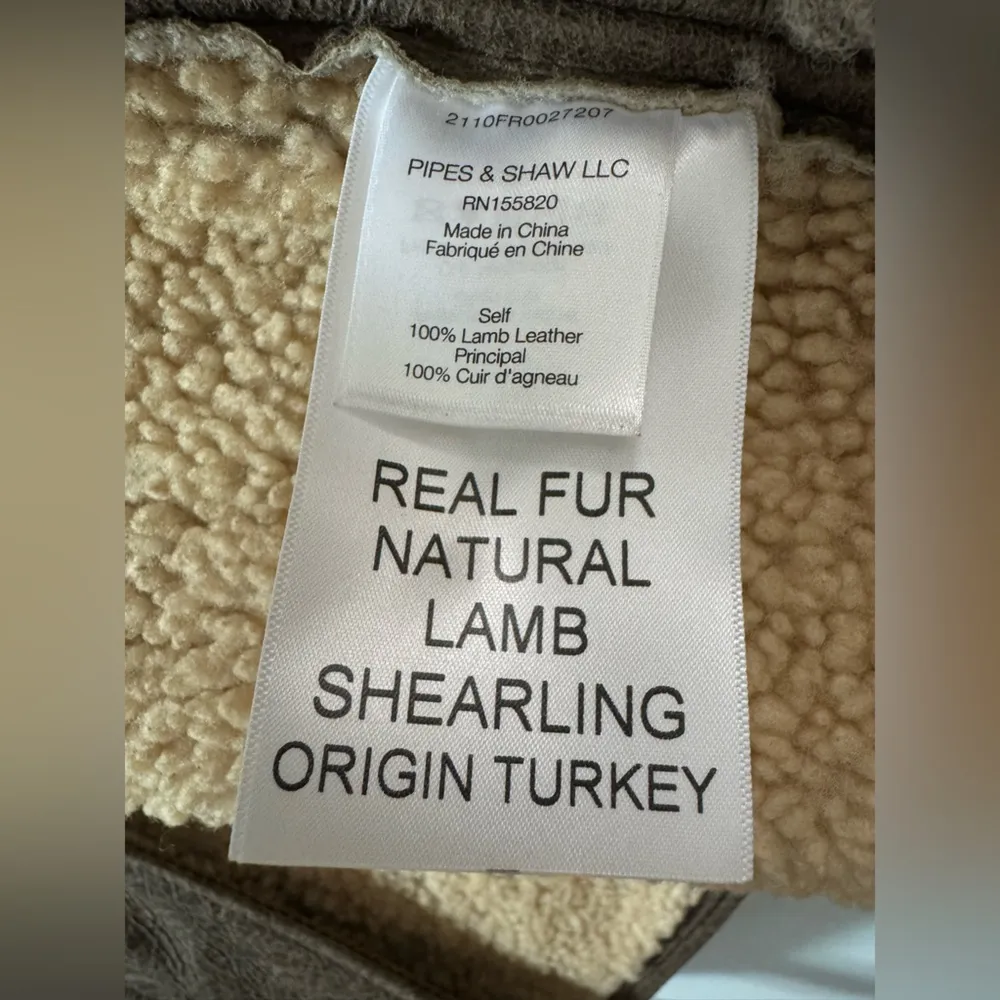 2110FR0027207
PIPES & SHAW LLC
RN155820
Made in China
Fabriqué en Chine
Self
100% Lamb Leather
Principal
100% Cuir d'agneau
REAL FUR
NATURAL
LAMB
SHEARLING
ORIGIN TURKEY